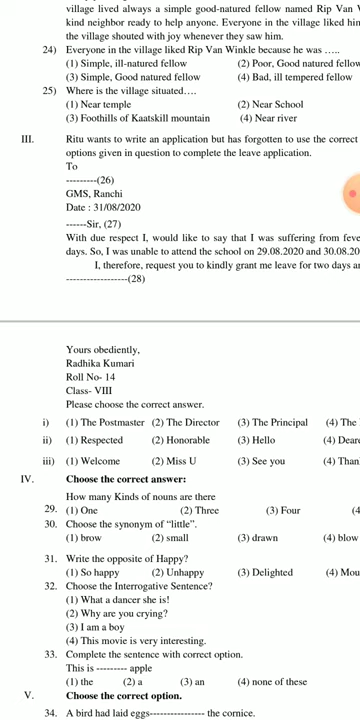 village lived always a simple good-natured fellow named Rip Van
kind neighbor ready to help anyone. Everyone in the village liked him
the village shouted with joy whenever they saw him.
24) Everyone in the village liked Rip Van Winkle because he was …..
(1) Simple, ill-natured fellow (2) Poor, Good natured
(3) Simple, Good natured fellow (4) Bad, ill tempered fellow
25) Where is the village situated….
(1) Near temple (2) Near School
(3) Foothills of Kaatskill mountain (4) Near river
III. Ritu wants to write an application but has forgotten to use the correct
options given in question to complete the leave application.
To
---------(26)
GMS, Ranchi
Date : 31/08/2020
------Sir, (27)
With due respect I, would like to say that I was suffering from
days. So, I was unable to attend the school on 29.08.2020 and
I, therefore, request you to kindly grant me leave for two days
------------------(28)
Yours obediently,
Radhika Kumari
Roll No- 14
Class- VIII
Please choose the correct answer.
i) (1) The Postmaster (2) The Director (3) The Principal (4) The
ii) (1) Respected (2) Honorable (3) Hello (4)
iii) (1) Welcome (2) Miss U (3) See you (4)
IV. Choose the correct answer:
How many Kinds of nouns are there
29. (1) One (2) Three (3) Four
30. Choose the synonym of “little”.
(1) brow (2) small (3) drawn (4) blow
31. Write the opposite of Happy?
(1) So happy (2) Unhappy (3) Delighted (4)
32. Choose the Interrogative Sentence?
(1) What a dancer she is!
(2) Why are you crying?
(3) I am a boy
(4) This movie is very interesting.
33. Complete the sentence with correct option.
This is --------- apple
(1) the (2) a (3) an (4) none of these
V. Choose the correct option.
34. A bird had laid eggs---------------- the cornice.